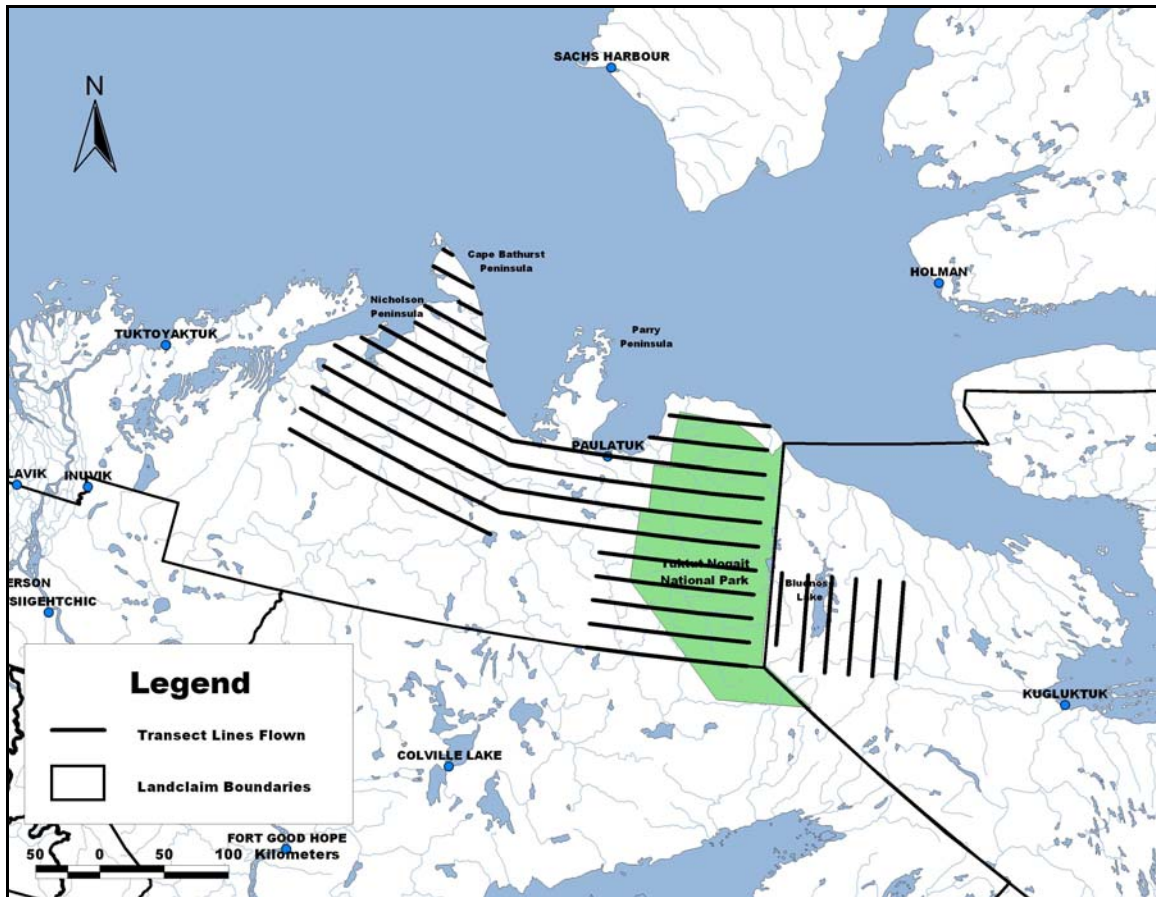 SACHS HARBOUR
N
Cape Bathurst
Peninsula
HOLMAN
Nicholson
Peninsula
TUKTOYAKTUK
Parry
Peninsula
PAULATUK
LAVIK
INUVIK
Tuktut Nogait
National Park
Bluenose
Lake
ERSON
SIIGEHTCHIC
Legend
Transect Lines Flown
Landclaim Boundaries
KUGLUKTUK
COLVILLE LAKE
FORT GOOD HOPE
Kilometers
50 0 50 100